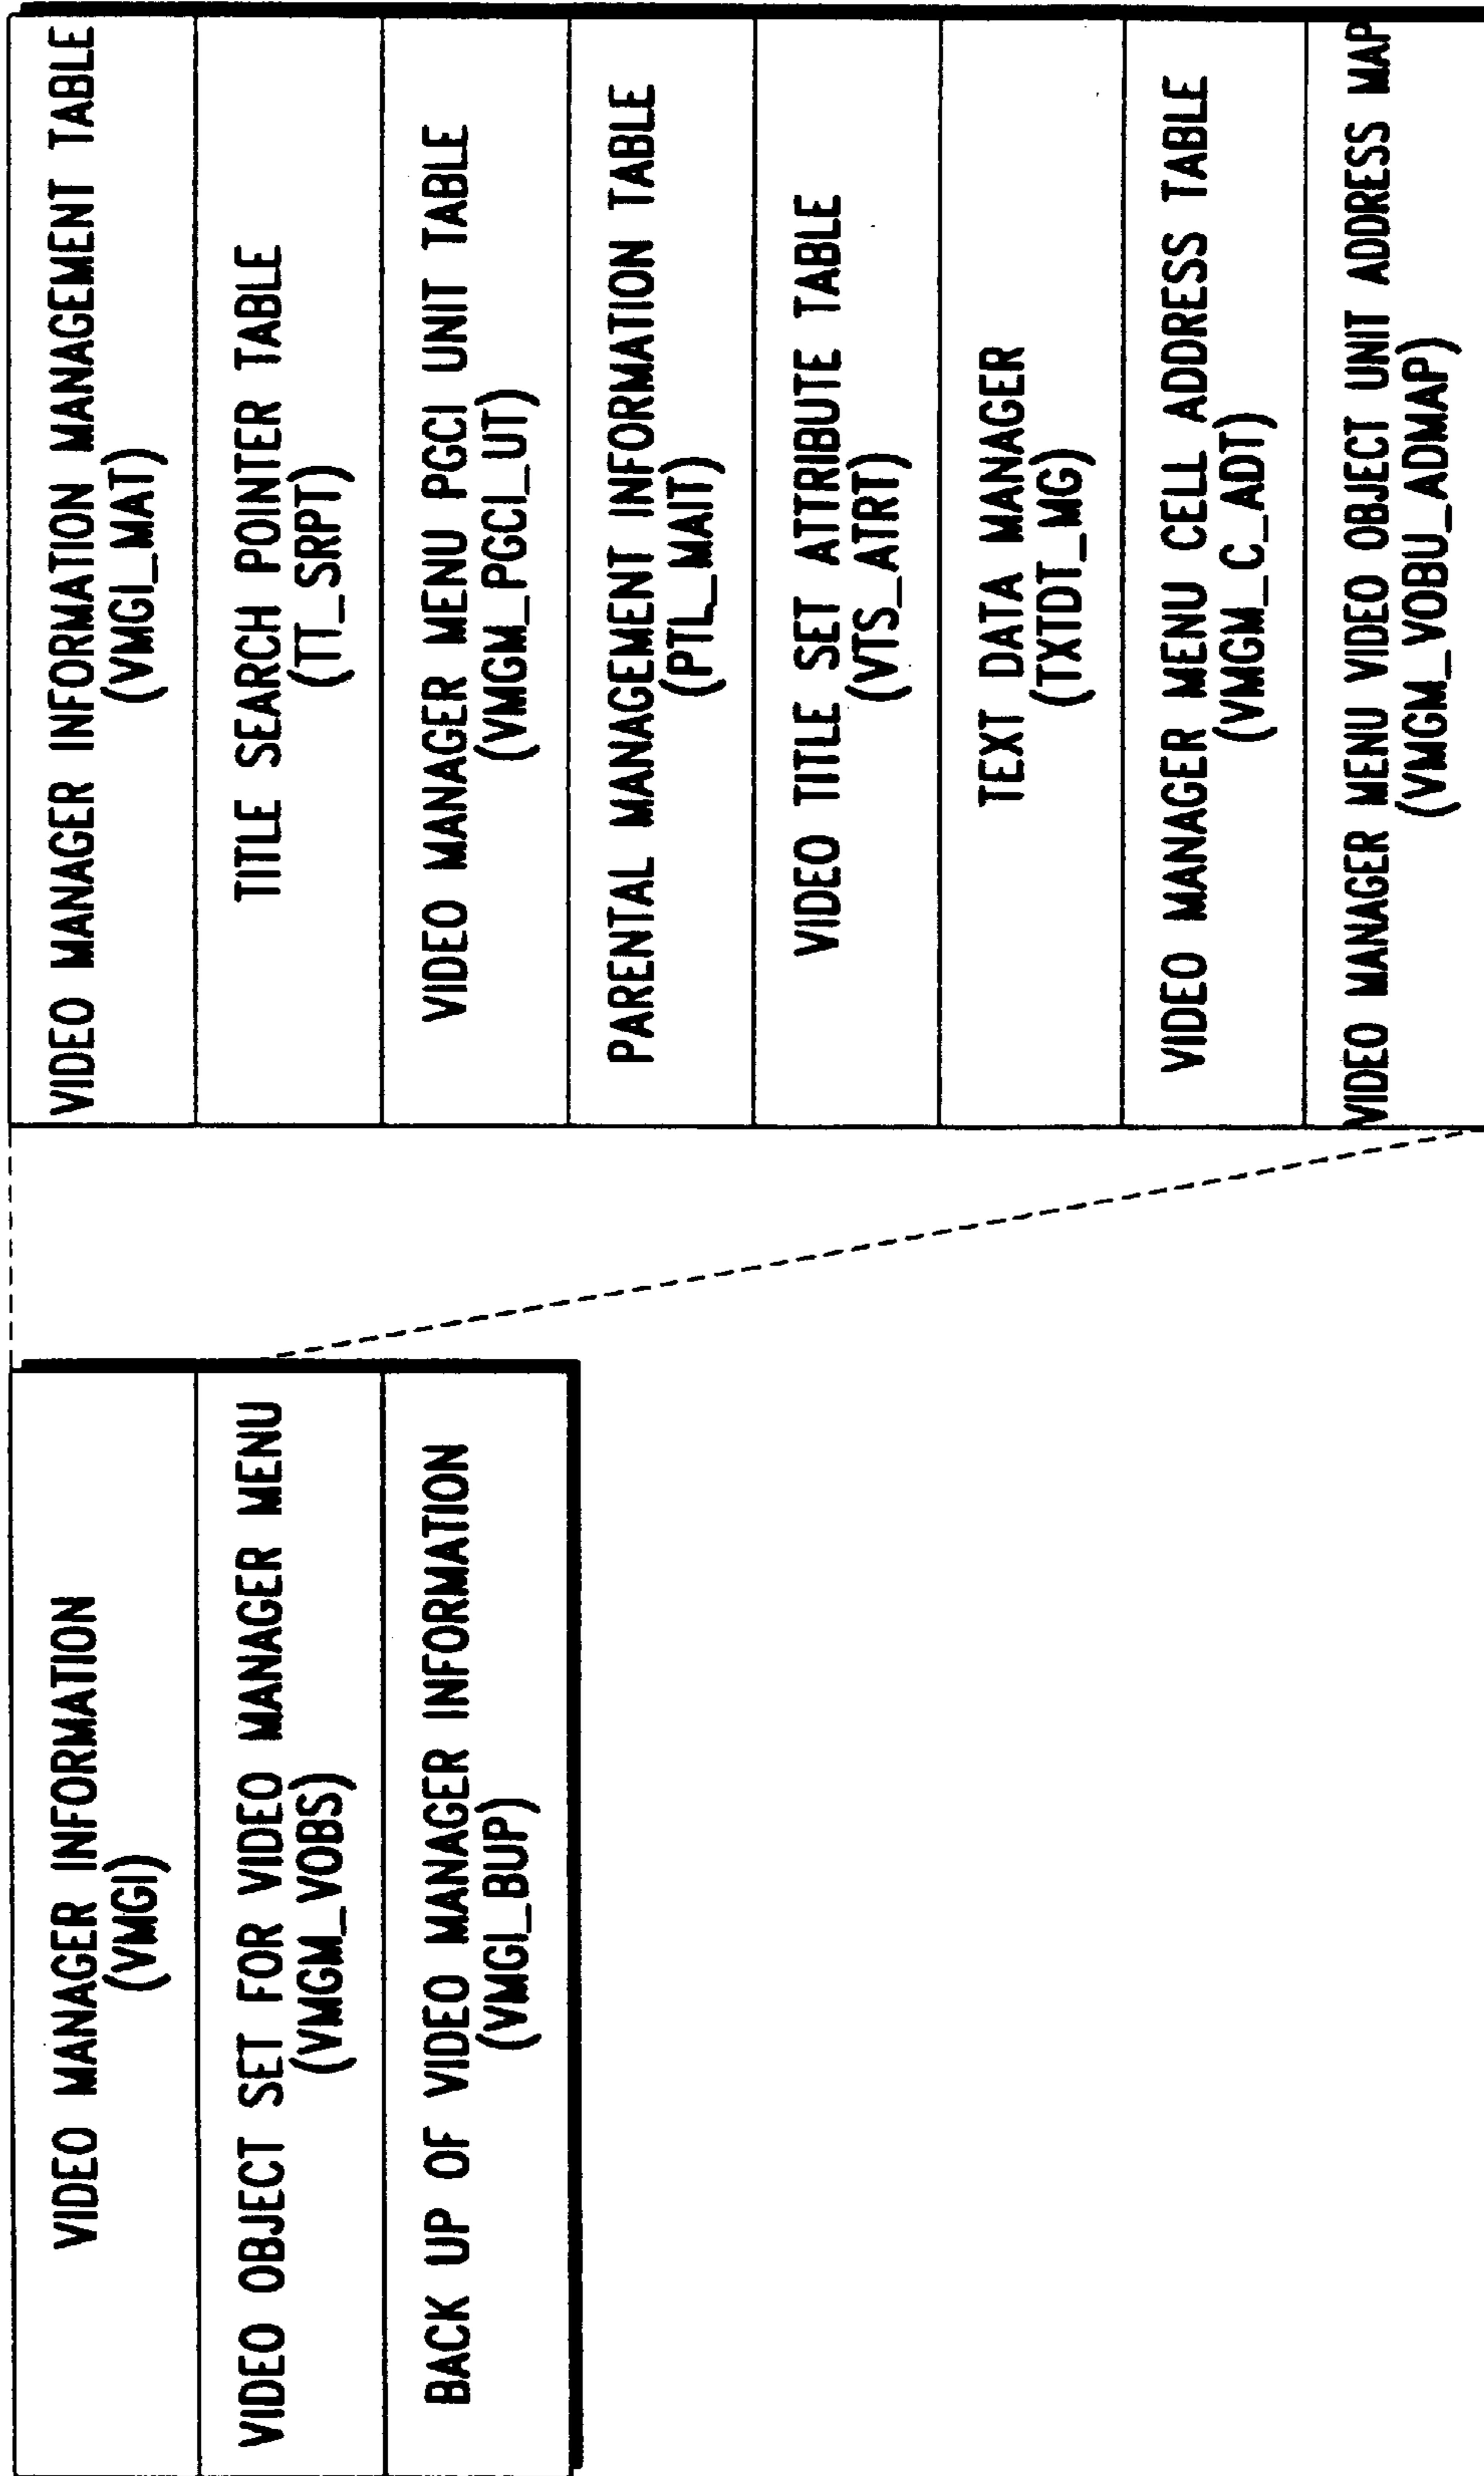 VIDEO MANAGER INFORMATION
(VMGI)
VIDEO OBJECT SET FOR VIDEO MANAGER MENU
(VMGM_VOBS)
BACK UP OF VIDEO MANAGER INFORMATION
(VMGI_BUP)
VIDEO MANAGER INFORMATION MANAGEMENT TABLE
(VMGI_MAT)
TITLE SEARCH POINTER TABLE
(TT_SRPT)
VIDEO MANAGER MENU PGCI UNIT TABLE
(VMGM_PGCI_UT)
PARENTAL MANAGEMENT INFORMATION TABLE
(PTL_MAIT)
VIDEO TITLE SET ATTRIBUTE TABLE
(VTS_ATRT)
TEXT DATA MANAGER
(TXTDT_MG)
VIDEO MANAGER MENU CELL ADDRESS TABLE
(VMGM_C_ADT)
VIDEO MANAGER MENU VIDEO OBJECT UNIT ADDRESS MAP
(VMGM_VOBU_ADMAP)